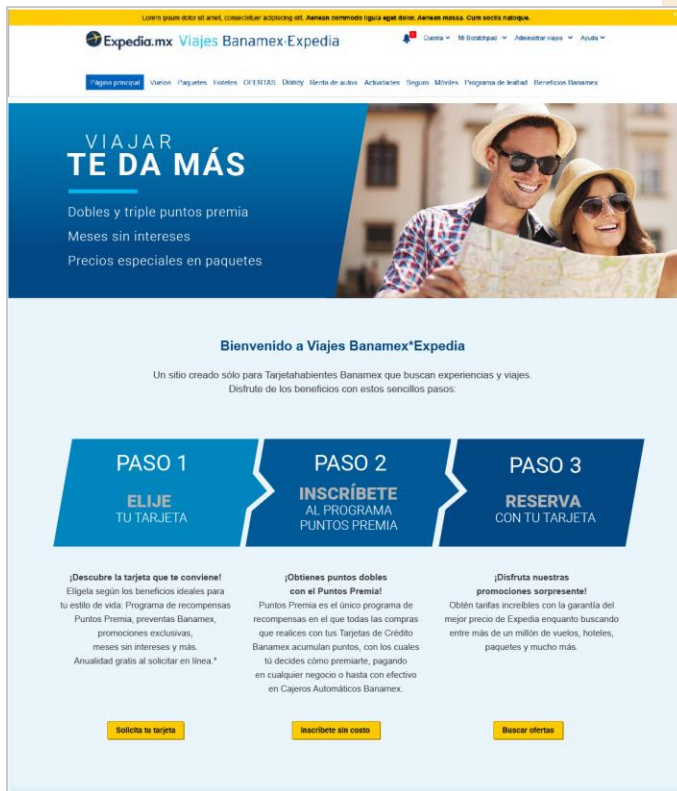 Lorem ipsum dolor sit amet, consectetuer adipiscing elit. Aenean commodo ligula eget dolor. Aenean massa. Cum sociis natoque.
Expedia.mx Viajes Banamex-Expedia
Cuenta Mi Scratchpad Administrar viajes Ayuda
Página principal Vuelos Paquetes Hoteles OFERTAS Disney Renta de autos Actividades Seguro Móviles Programa de lealtad Beneficios Banamex
VIAJAR
TE DA MÁS
Dobles y triple puntos premia
Meses sin intereses
Precios especiales en paquetes
Bienvenido a Viajes Banamex*Expedia
Un sitio creado sólo para Tarjetahabientes Banamex que buscan experiencias y viajes.
Disfrute de los beneficios con estos sencillos pasos:
PASO 1
ELIJE
TU TARJETA
PASO 2
INSCRÍBETE
AL PROGRAMA
PUNTOS PREMIA
PASO 3
RESERVA
CON TU TARJETA
¡Descubre la tarjeta que te conviene!
Elígela según los beneficios ideales para
tu estilo de vida: Programa de recompensas
Puntos Premia, preventas Banamex,
promociones exclusivas,
meses sin intereses y más.
Anualidad gratis al solicitar en línea.*
¡Obtienes puntos dobles
con el Puntos Premia!
Puntos Premia es el único programa de
recompensas en el que todas las compras
que realices con tus Tarjetas de Crédito
Banamex acumulan puntos, con los cuales
tú decides cómo premiarte, pagando
en cualquier negocio o hasta con efectivo
en Cajeros Automáticos Banamex.
¡Disfruta nuestras
promociones sorpresente!
Obtén tarifas increíbles con la garantía del
mejor precio de Expedia enquanto buscando
entre más de un millón de vuelos, hoteles,
paquetes y mucho más.
Solicita tu tarjeta
Inscríbete sin costo
Buscar ofertas